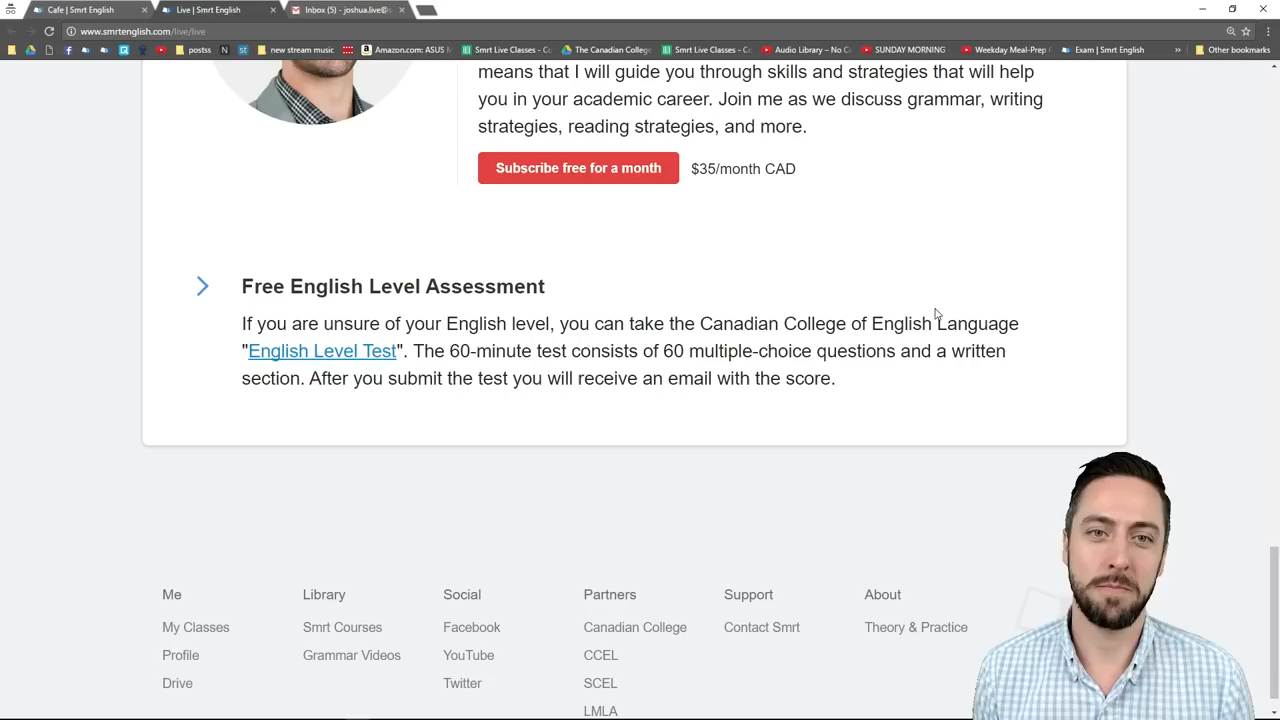 Cafe | Smrt English
Live | Smrt English
Inbox (5) - joshua.live@s
www.smrtenglish.com/live/live
postss
new stream music
Amazon.com: ASUS M
Smrt Live Classes - Co
The Canadian College
Smrt Live Classes - Co
Audio Library – No C
SUNDAY MORNING -
Weekday Meal-Prep
Exam | Smrt English
»
Other bookmarks
means that I will guide you through skills and strategies that will help
you in your academic career. Join me as we discuss grammar, writing
strategies, reading strategies, and more.
Subscribe free for a month
$35/month CAD
Free English Level Assessment
If you are unsure of your English level, you can take the Canadian College of English Language
"English Level Test". The 60-minute test consists of 60 multiple-choice questions and a written
section. After you submit the test you will receive an email with the score.
Me
Library
Social
Partners
Support
About
My Classes
Smrt Courses
Facebook
Canadian College
Contact Smrt
Theory & Practice
Profile
Grammar Videos
YouTube
CCEL
Drive
Twitter
SCEL
LMLA